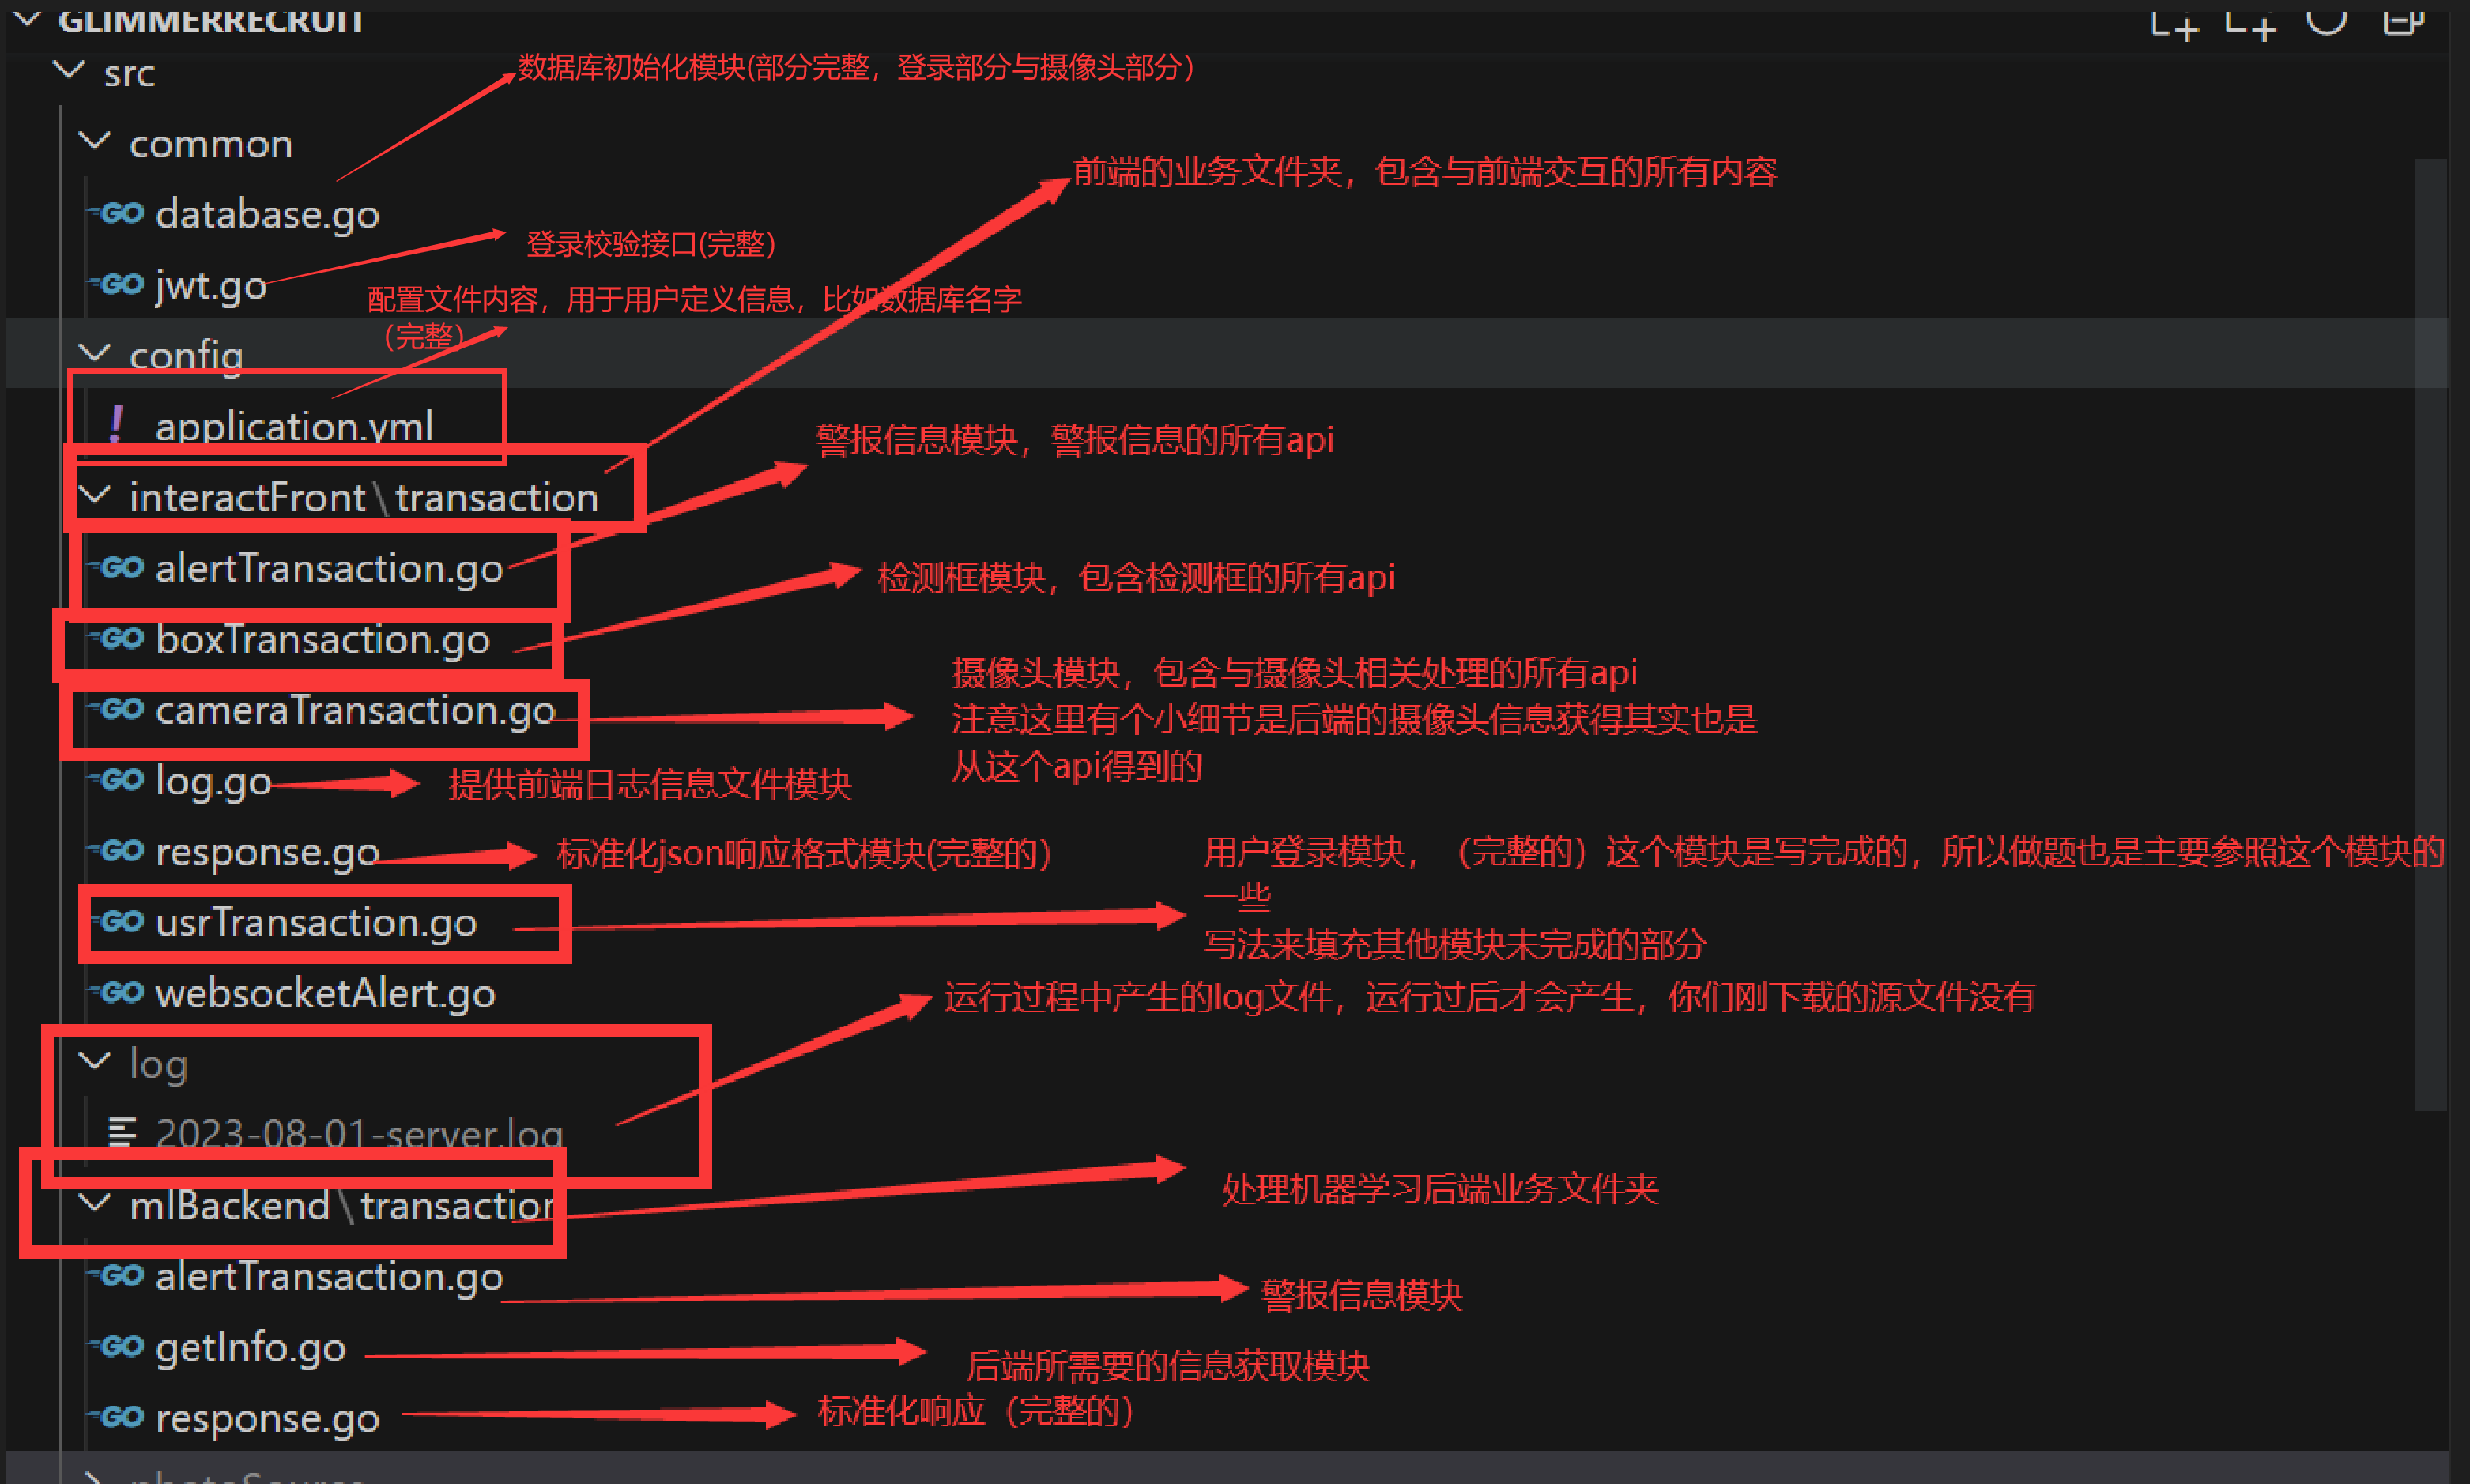 GLIMMERRECRUIT
src
数据库初始化模块(部分完整，登录部分与摄像头部分）
common
前端的业务文件夹，包含与前端交互的所有内容
GO database.go
登录校验接口(完整）
GO jwt.go
配置文件内容，用于用户定义信息，比如数据库名字
（完整）
config
! application.yml
警报信息模块，警报信息的所有api
interactFront\transaction
GO alertTransaction.go
检测框模块，包含检测框的所有api
GO boxTransaction.go
摄像头模块，包含与摄像头相关处理的所有api
注意这里有个小细节是后端的摄像头信息获得其实也是
从这个api得到的
GO cameraTransaction.go
GO log.go
提供前端日志信息文件模块
GO response.go
标准化json响应格式模块(完整的）
用户登录模块，（完整的）这个模块是写完成的，所以做题也是主要参照这个模块的
一些
写法来填充其他模块未完成的部分
GO usrTransaction.go
GO websocketAlert.go
运行过程中产生的log文件，运行过后才会产生，你们刚下载的源文件没有
log
2023-08-01-server.log
处理机器学习后端业务文件夹
mlBackend\transaction
GO alertTransaction.go
警报信息模块
GO getInfo.go
后端所需要的信息获取模块
GO response.go
标准化响应（完整的）